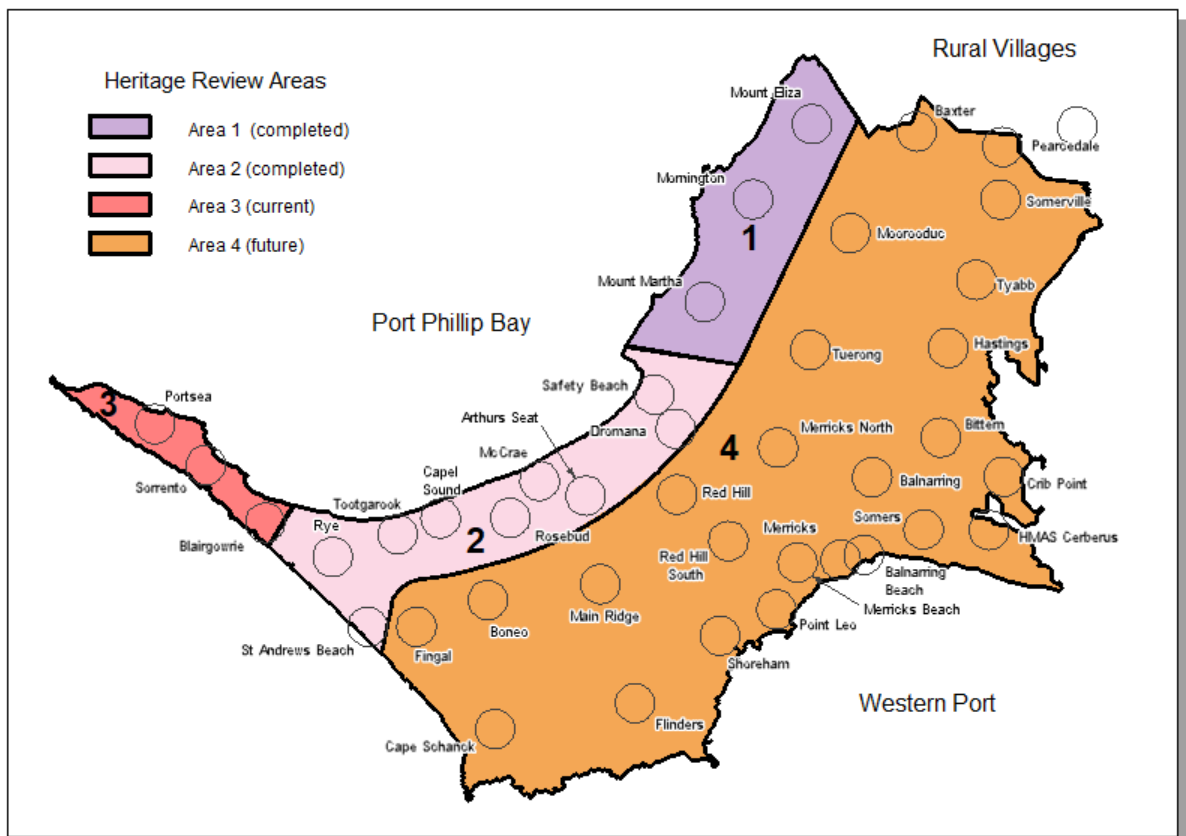 Rural Villages
Heritage Review Areas
Area 1 (completed)
Area 2 (completed)
Area 3 (current)
Area 4 (future)
Mount Eliza
Baxter
Pearcedale
Mornington
Somerville
1
Moorooduc
Mount Martha
Tyabb
Port Phillip Bay
Tuerong
Hastings
Safety Beach
3
Portsea
Arthurs Seat
Dromana
Merricks North
Bittern
4
McCrae
Capel
Sound
Sorrento
Tootgarook
Red Hill
Balnarring
Crib Point
Rye
2
Rosebud
Merricks
Somers
HMAS Cerberus
Blairgowrie
Red Hill
South
Balnarring
Beach
Merricks Beach
Main Ridge
Boneo
Point Leo
St Andrews Beach
Fingal
Shoreham
Western Port
Flinders
Cape Schanck